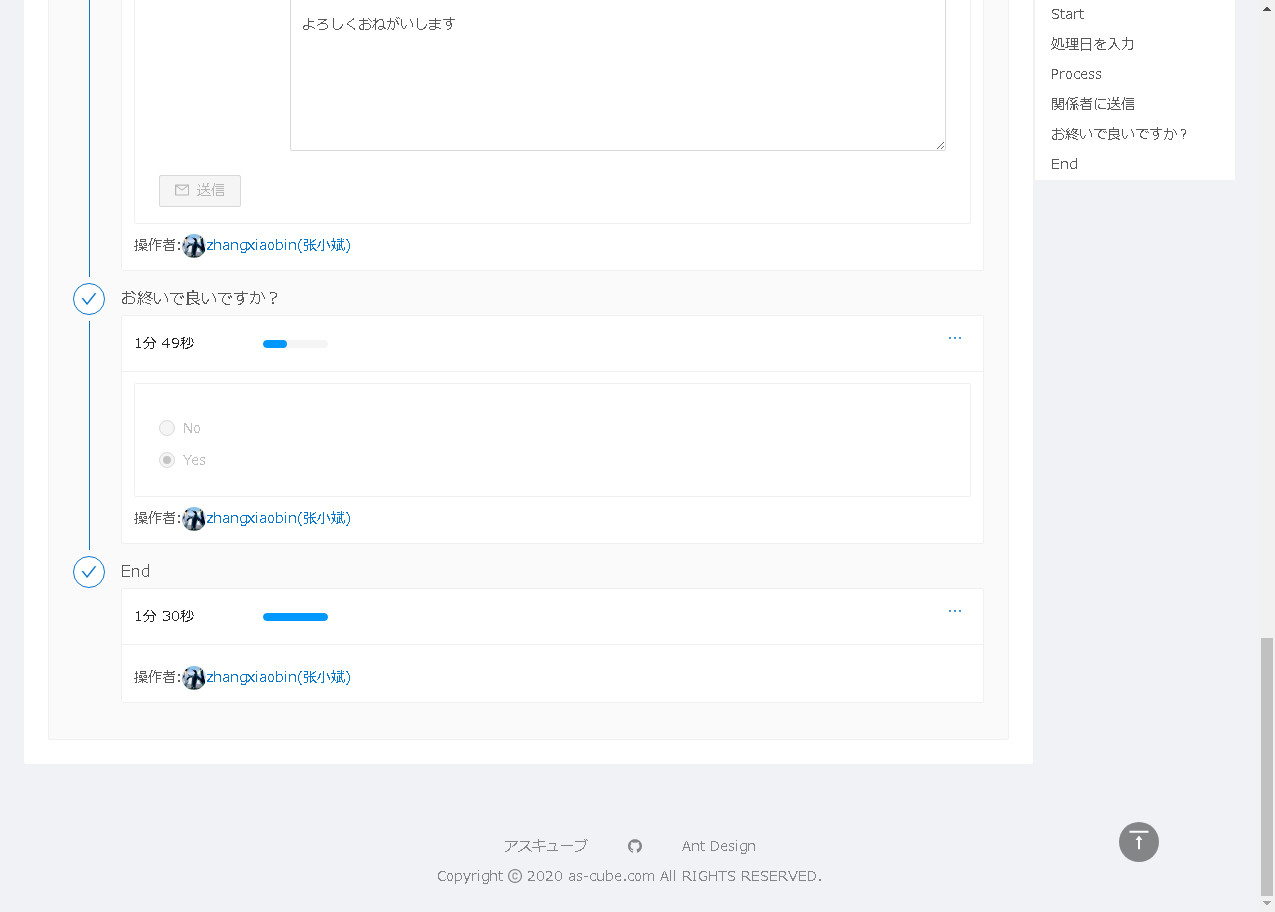 よろしくおねがいします
送信
操作者:zhangxiaobin(张小斌)
お終いで良いですか？
1分 49秒
No
Yes
操作者:zhangxiaobin(张小斌)
End
1分 30秒
操作者:zhangxiaobin(张小斌)
Start
処理日を入力
Process
関係者に送信
お終いで良いですか？
End
アスキューブ Ant Design
Copyright © 2020 as-cube.com All RIGHTS RESERVED.